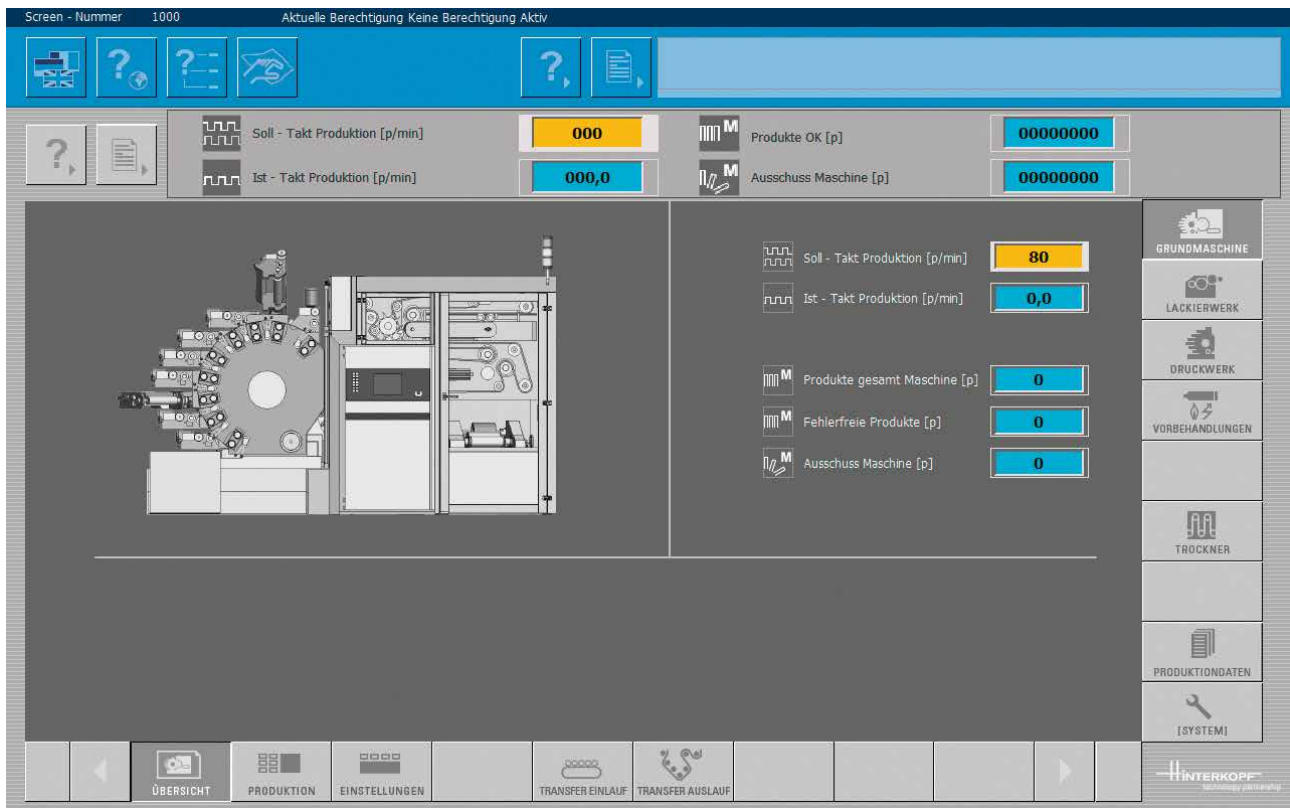 Screen - Nummer 1000 Aktuelle Berechtigung Keine Berechtigung Aktiv
? ? ?
?
Soll - Takt Produktion [p/min] 000
M Produkte OK [p] 00000000
Ist - Takt Produktion [p/min] 000,0
M Ausschuss Maschine [p] 00000000
Soll - Takt Produktion [p/min] 80
Ist - Takt Produktion [p/min] 0,0
M Produkte gesamt Maschine [p] 0
M Fehlerfreie Produkte [p] 0
M Ausschuss Maschine [p] 0
GRUNDMASCHINE
LACKIERWERK
DRUCKWERK
VORBEHANDLUNGEN
TROCKNER
PRODUKTIONDATEN
[SYSTEM]
ÜBERSICHT
PRODUKTION
EINSTELLUNGEN
TRANSFER EINLAUF
TRANSFER AUSLAUF
HINTERKOPF
technology partnership